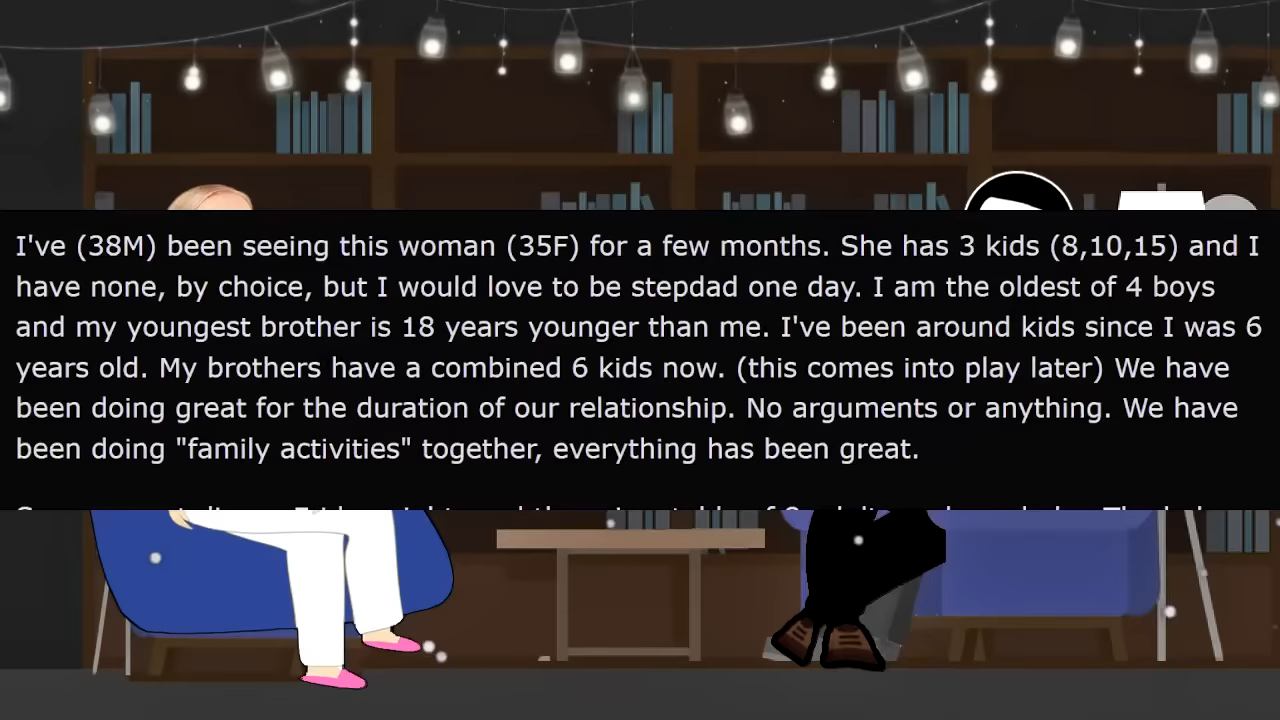 I've (38M) been seeing this woman (35F) for a few months. She has 3 kids (8,10,15) and I
have none, by choice, but I would love to be stepdad one day. I am the oldest of 4 boys
and my youngest brother is 18 years younger than me. I've been around kids since I was 6
years old. My brothers have a combined 6 kids now. (this comes into play later) We have
been doing great for the duration of our relationship. No arguments or anything. We have
been doing "family activities" together, everything has been great.